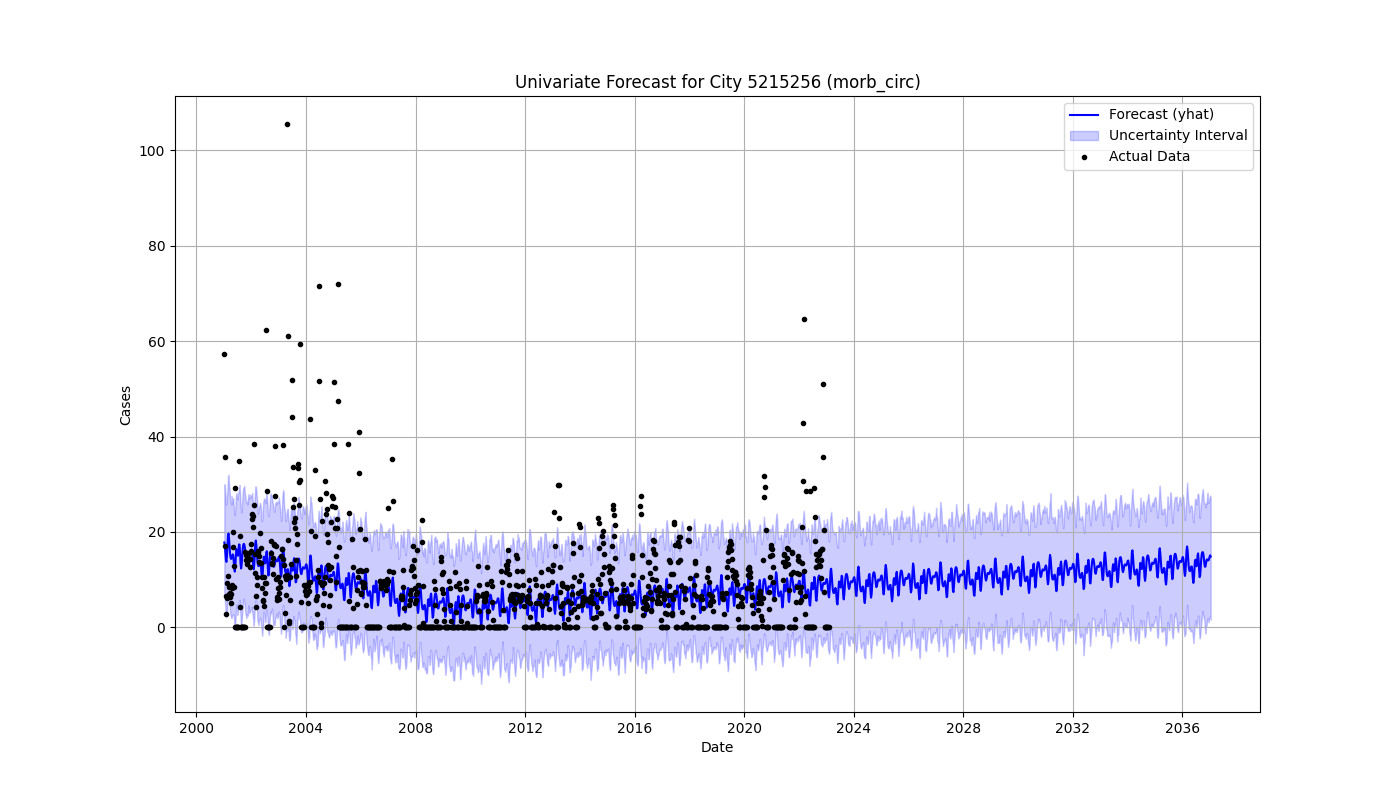 Univariate Forecast for City 5215256 (morb_circ)
Forecast (yhat)
Uncertainty Interval
Actual Data
100
80
60
40
20
0
Cases
2000 2004 2008 2012 2016 2020 2024 2028 2032 2036
Date